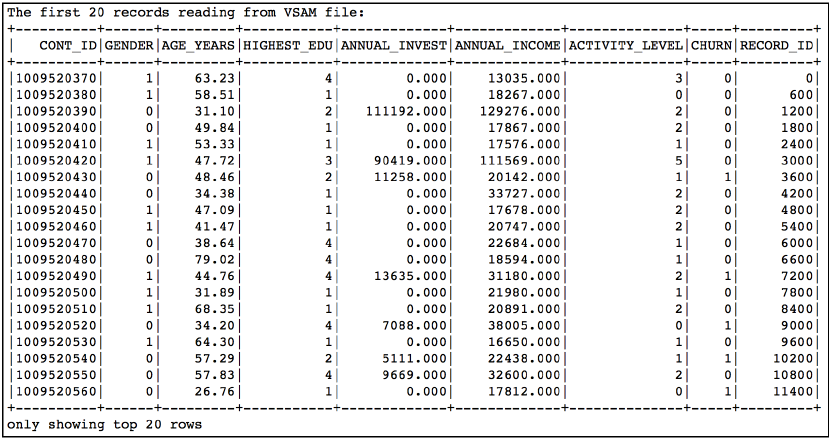 The first 20 records reading from VSAM file:
+----------+------+---------+-----------+-------------+-------------+--------------+-----+---------+
|   CONT_ID|GENDER|AGE_YEARS|HIGHEST_EDU|ANNUAL_INVEST|ANNUAL_INCOME|ACTIVITY_LEVEL|CHURN|RECORD_ID|
+----------+------+---------+-----------+-------------+-------------+--------------+-----+---------+
|1009520370|     1|    63.23|          4|        0.000|    13035.000|             3|    0|        0|
|1009520380|     1|    58.51|          1|        0.000|    18267.000|             0|    0|      600|
|1009520390|     0|    31.10|          2|   111192.000|   129276.000|             2|    0|     1200|
|1009520400|     0|    49.84|          1|        0.000|    17867.000|             2|    0|     1800|
|1009520410|     1|    53.33|          1|        0.000|    17576.000|             1|    0|     2400|
|1009520420|     1|    47.72|          3|    90419.000|   111569.000|             5|    0|     3000|
|1009520430|     0|    48.46|          2|    11258.000|    20142.000|             1|    1|     3600|
|1009520440|     0|    34.38|          1|        0.000|    33727.000|             2|    0|     4200|
|1009520450|     1|    47.09|          1|        0.000|    17678.000|             2|    0|     4800|
|1009520460|     1|    41.47|          1|        0.000|    20747.000|             2|    0|     5400|
|1009520470|     0|    38.64|          4|        0.000|    22684.000|             1|    0|     6000|
|1009520480|     0|    79.02|          4|        0.000|    18594.000|             1|    0|     6600|
|1009520490|     1|    44.76|          4|    13635.000|    31180.000|             2|    1|     7200|
|1009520500|     1|    31.89|          1|        0.000|    21980.000|             1|    0|     7800|
|1009520510|     1|    68.35|          1|        0.000|    20891.000|             2|    0|     8400|
|1009520520|     0|    34.20|          4|     7088.000|    38005.000|             0|    1|     9000|
|1009520530|     1|    64.30|          1|        0.000|    16650.000|             1|    0|     9600|
|1009520540|     0|    57.29|          2|     5111.000|    22438.000|             1|    1|    10200|
|1009520550|     0|    57.83|          4|     9669.000|    32600.000|             2|    0|    10800|
|1009520560|     0|    26.76|          1|        0.000|    17812.000|             0|    1|    11400|
+----------+------+---------+-----------+-------------+-------------+--------------+-----+---------+
only showing top 20 rows